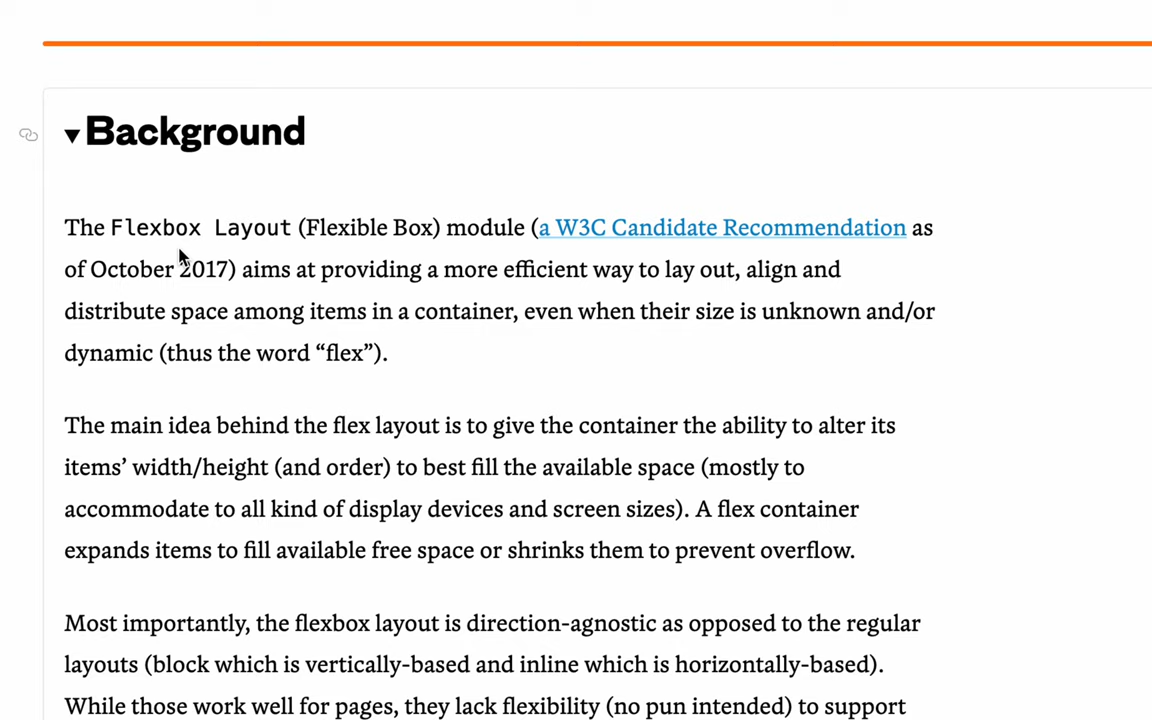 Background
The Flexbox Layout (Flexible Box) module (a W3C Candidate Recommendation as
of October 2017) aims at providing a more efficient way to lay out, align and
distribute space among items in a container, even when their size is unknown and/or
dynamic (thus the word “flex”).
The main idea behind the flex layout is to give the container the ability to alter its
items’ width/height (and order) to best fill the available space (mostly to
accommodate to all kind of display devices and screen sizes). A flex container
expands items to fill available free space or shrinks them to prevent overflow.
Most importantly, the flexbox layout is direction-agnostic as opposed to the regular
layouts (block which is vertically-based and inline which is horizontally-based).
While those work well for pages, they lack flexibility (no pun intended) to support